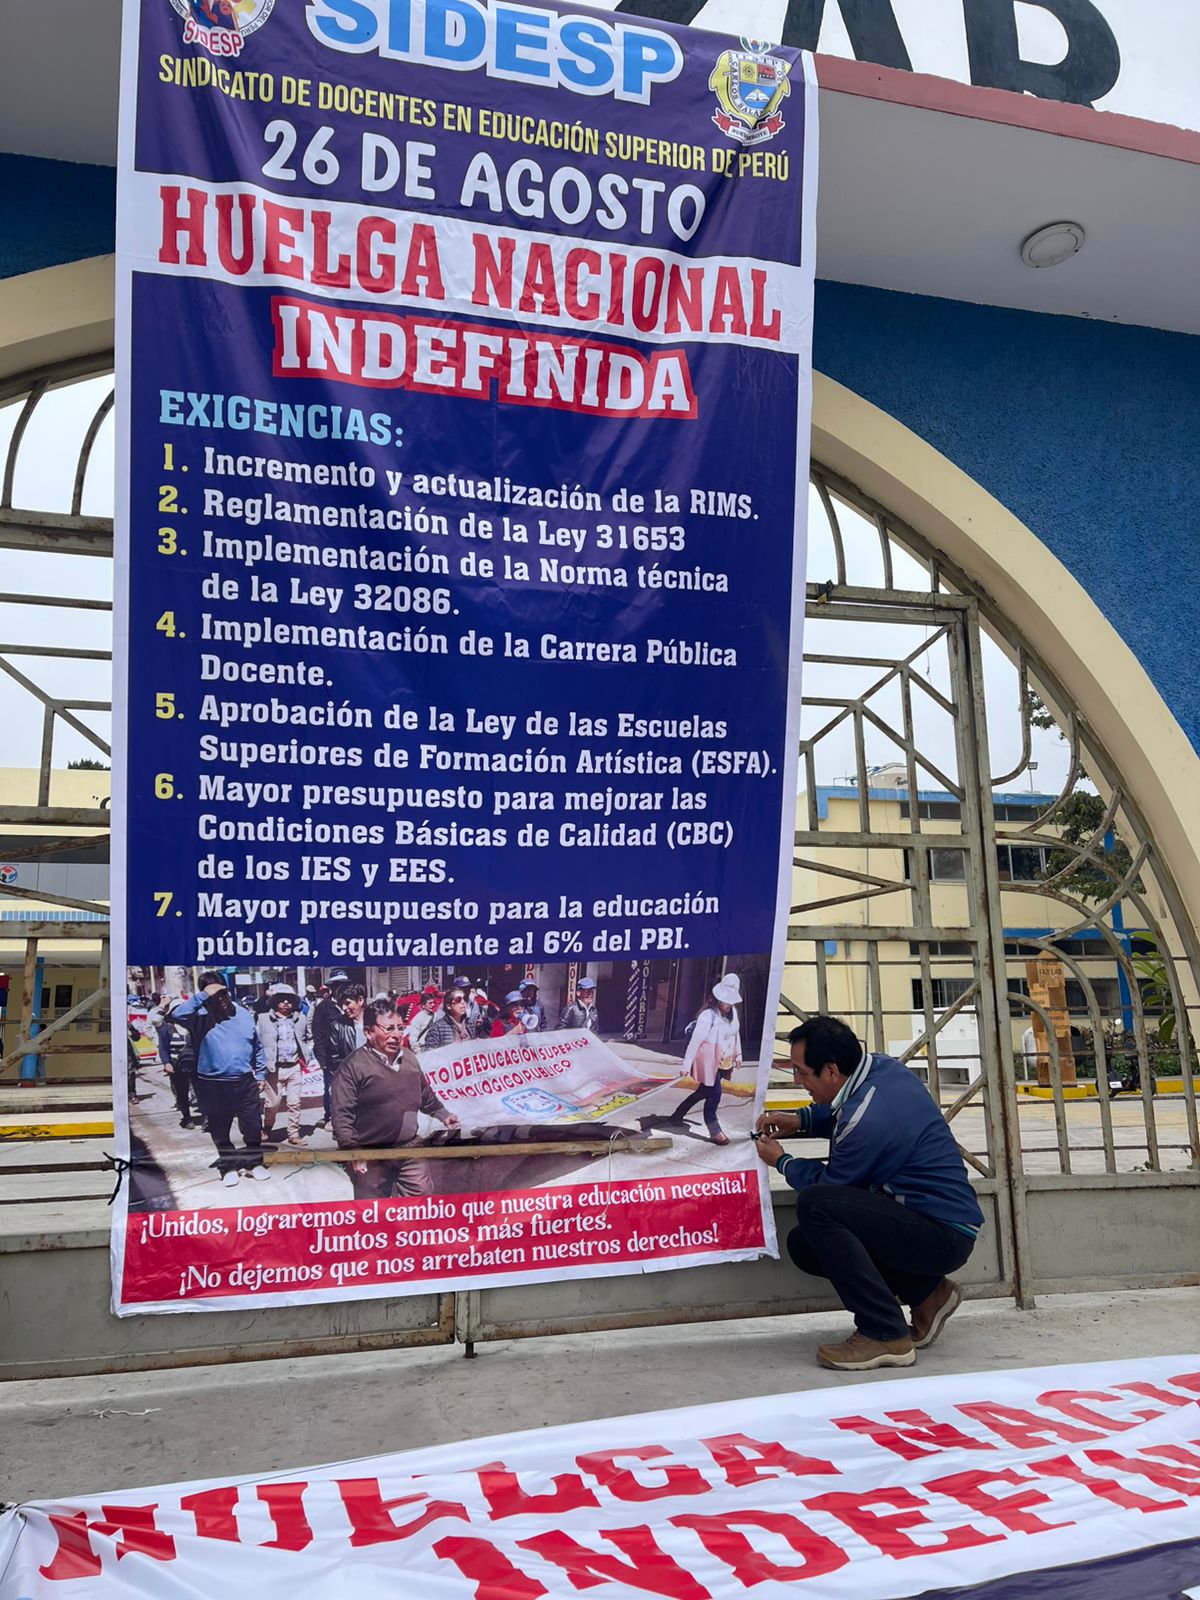 SIDESP
SIDESP
SINDICATO DE DOCENTES EN EDUCACIÓN SUPERIOR DE PERÚ
26 DE AGOSTO
HUELGA NACIONAL
INDEFINIDA
EXIGENCIAS:
1. Incremento y actualización de la RIMS.
2. Reglamentación de la Ley 31653
3. Implementación de la Norma técnica
de la Ley 32086.
4. Implementación de la Carrera Pública
Docente.
5. Aprobación de la Ley de las Escuelas
Superiores de Formación Artística (ESFA).
6. Mayor presupuesto para mejorar las
Condiciones Básicas de Calidad (CBC)
de los IES y EES.
7. Mayor presupuesto para la educación
pública, equivalente al 6% del PBI.
DE EDUCACIÓN SUPERIOR
TECNOLÓGICO PÚBLICO
¡Unidos, lograremos el cambio que nuestra educación necesita!
Juntos somos más fuertes.
¡No dejemos que nos arrebaten nuestros derechos!
FAB LAB
HUELGA NACIO
INDEFIN